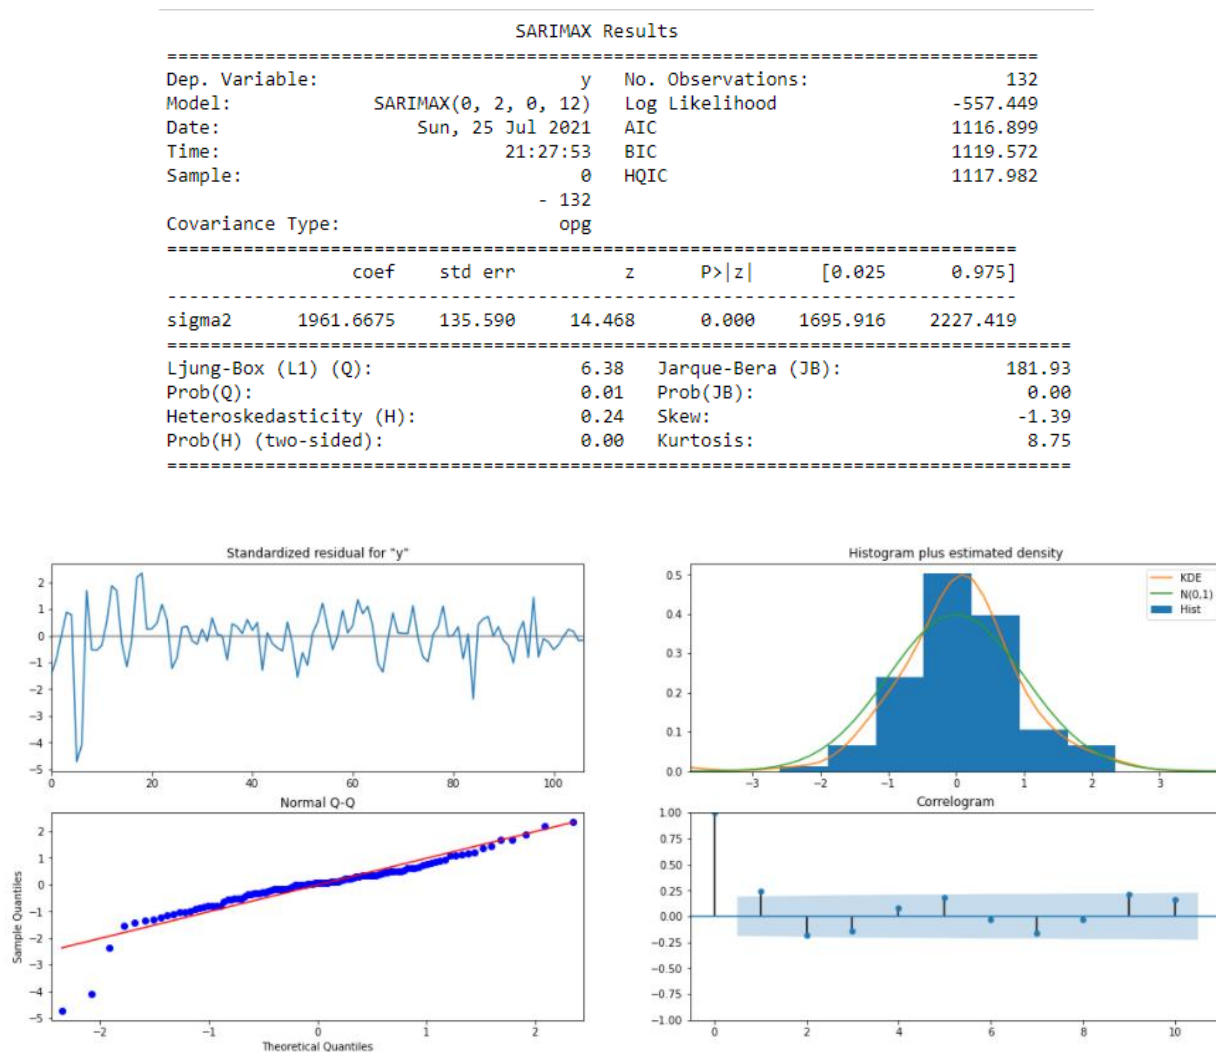 SARIMAX Results
Dep. Variable: y No. Observations: 132
Model: SARIMAX(0, 2, 0, 12) Log Likelihood -557.449
Date: Sun, 25 Jul 2021 AIC 1116.899
Time: 21:27:53 BIC 1119.572
Sample: 0 HQIC 1117.982
- 132
Covariance Type: opg
coef std err z P>|z| [0.025 0.975]
sigma2 1961.6675 135.590 14.468 0.000 1695.916 2227.419
Ljung-Box (L1) (Q): 6.38 Jarque-Bera (JB): 181.93
Prob(Q): 0.01 Prob(JB): 0.00
Heteroskedasticity (H): 0.24 Skew: -1.39
Prob(H) (two-sided): 0.00 Kurtosis: 8.75
Standardized residual for "y"
2
1
0
−1
−2
−3
−4
−5
0 20 40 60 80 100
Histogram plus estimated density
KDE
N(0,1)
Hist
0.5
0.4
0.3
0.2
0.1
0.0
−3 −2 −1 0 1 2 3
Normal Q-Q
Sample Quantiles
2
1
0
−1
−2
−3
−4
−5
−2 −1 0 1 2
Theoretical Quantiles
Correlogram
1.00
0.75
0.50
0.25
0.00
−0.25
−0.50
−0.75
−1.00
0 2 4 6 8 10